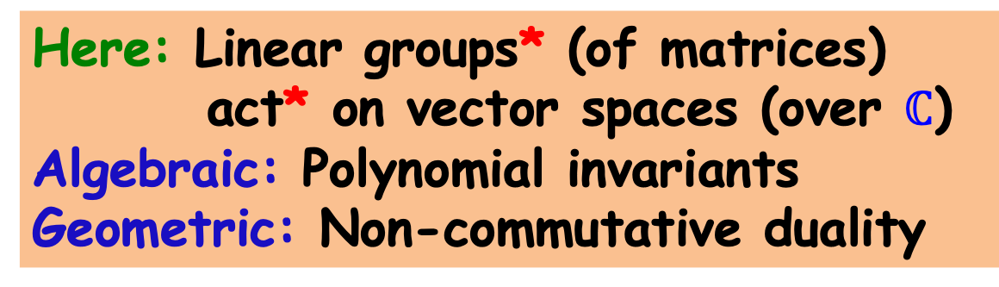 Here: Linear groups* (of matrices)
act* on vector spaces (over ℂ)
Algebraic: Polynomial invariants
Geometric: Non-commutative duality